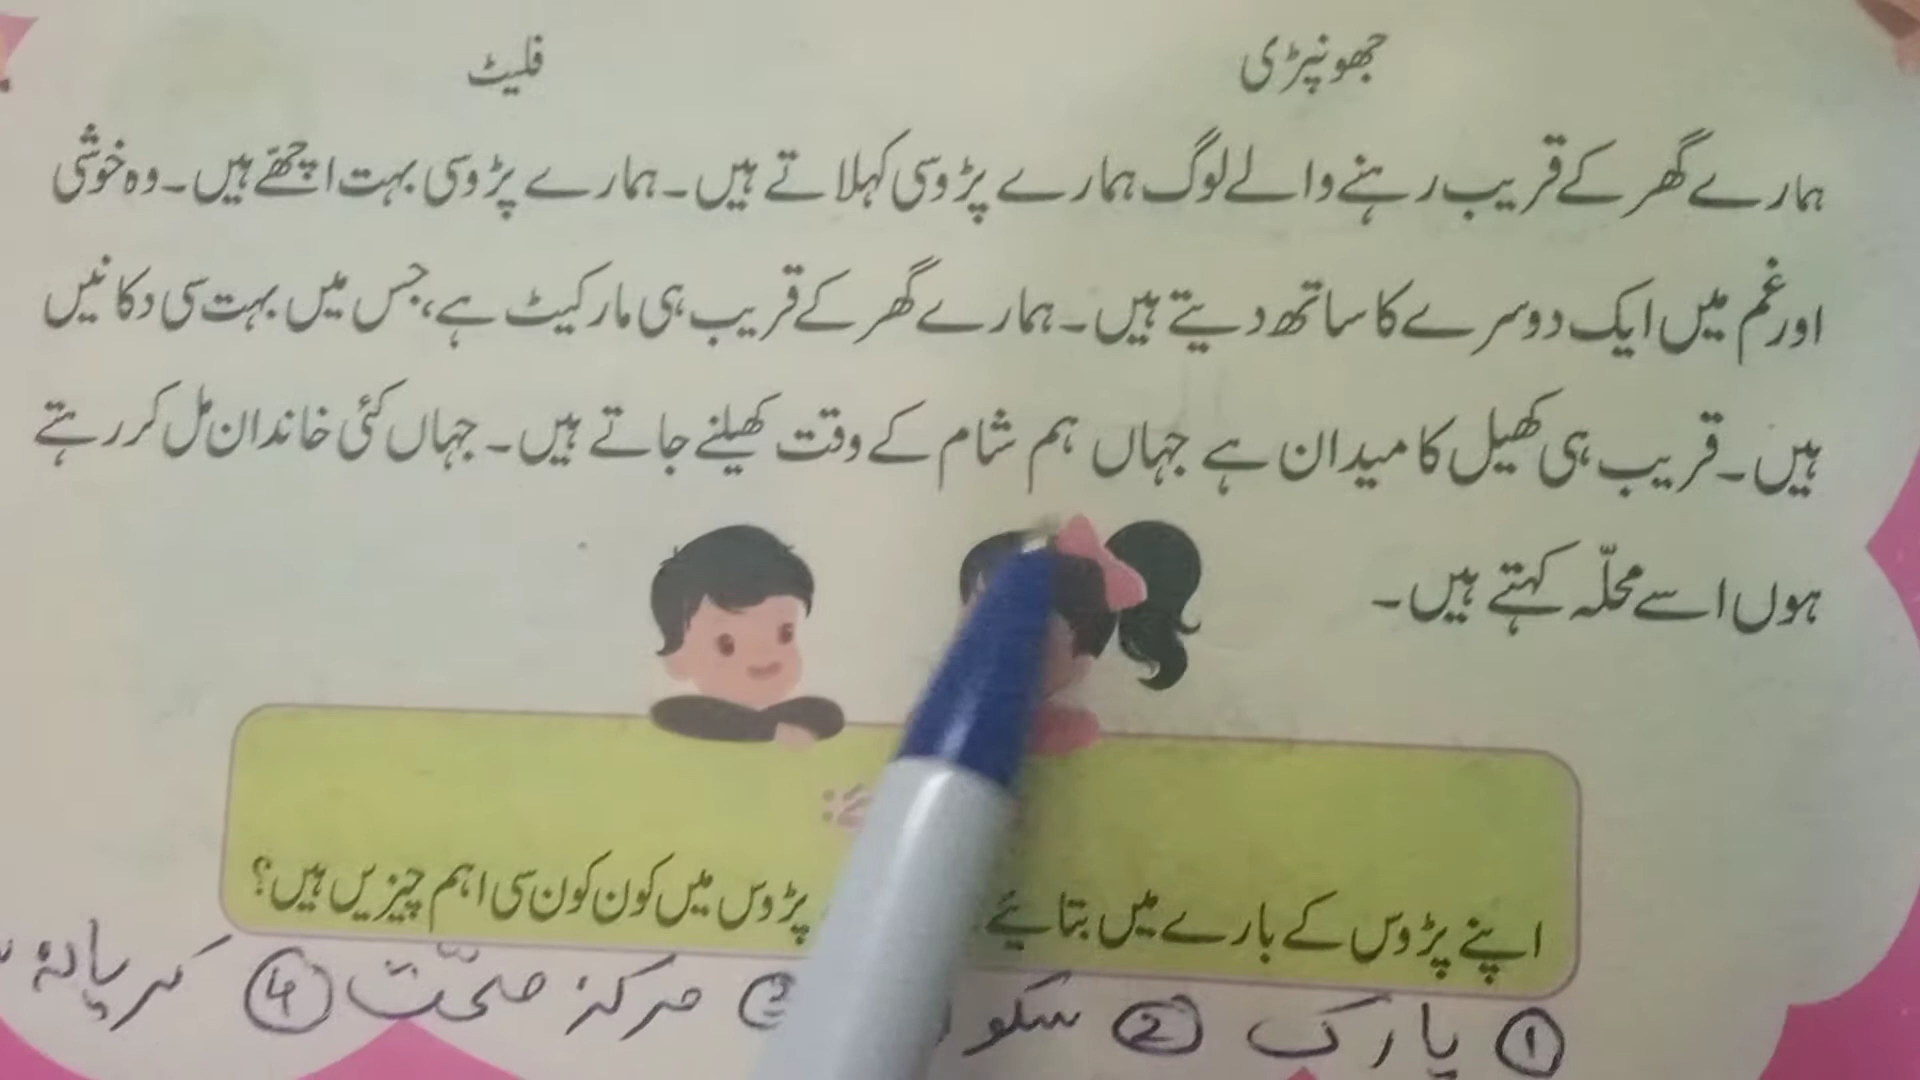 جھونپڑی فلیٹ
ہمارے گھر کے قریب رہنے والے لوگ ہمارے پڑوسی کہلاتے ہیں۔ ہمارے پڑوسی بہت اچھّے ہیں۔ وہ خوشی
اور غم میں ایک دوسرے کا ساتھ دیتے ہیں۔ ہمارے گھر کے قریب ہی مارکیٹ ہے، جس میں بہت سی دکانیں
ہیں۔ قریب ہی کھیل کا میدان ہے جہاں ہم شام کے وقت کھیلنے جاتے ہیں۔ جہاں کئی خاندان مل کر رہتے
ہوں اسے محلّہ کہتے ہیں۔
اپنے پڑوس کے بارے میں بتائیے پڑوس میں کون کون سی اہم چیزیں ہیں؟
① پارک ② سکو ③ مرکز صحّت ④ کریانہ